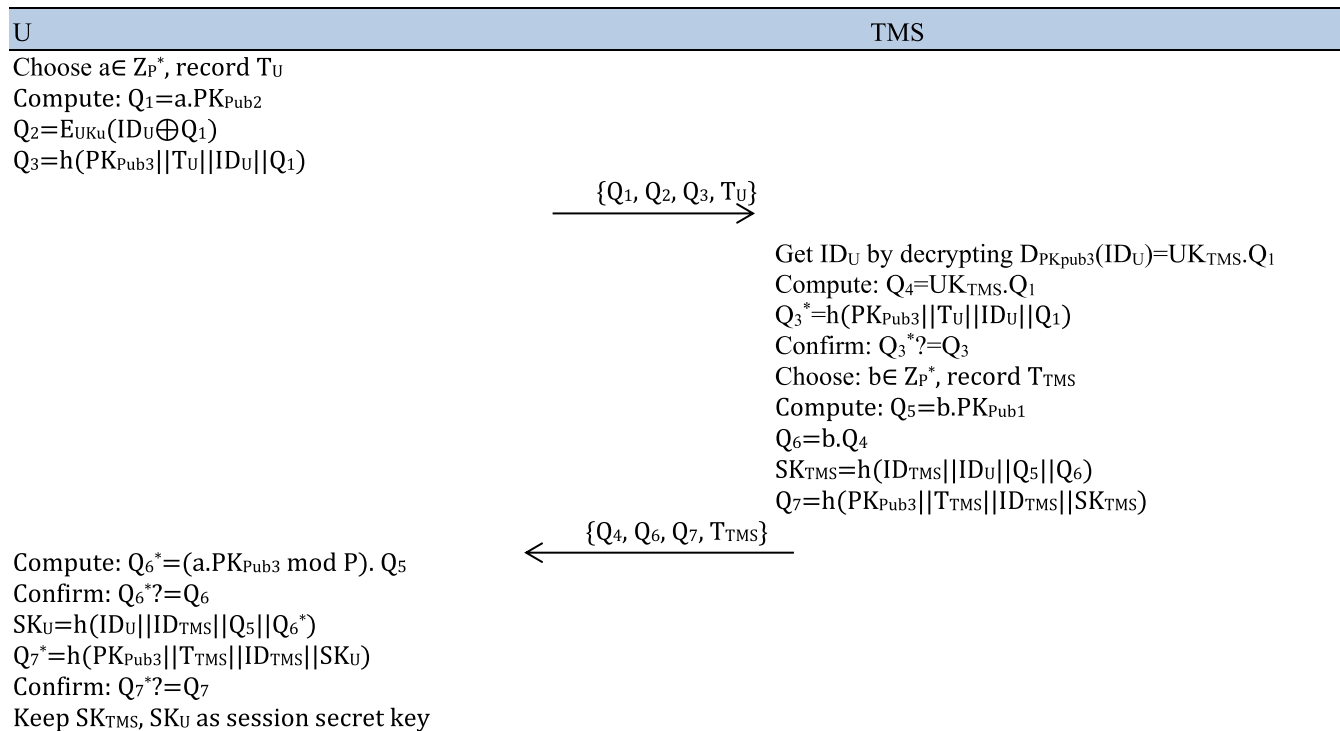 U TMS
Choose a∈ Z_P^*, record T_U
Compute: Q_1=a.PK_Pub2
Q_2=E_UKu(ID_U⊕Q_1)
Q_3=h(PK_Pub3||T_U||ID_U||Q_1)
{Q_1, Q_2, Q_3, T_U}
Get ID_U by decrypting D_PKpub3(ID_U)=UK_TMS.Q_1
Compute: Q_4=UK_TMS.Q_1
Q_3^*=h(PK_Pub3||T_U||ID_U||Q_1)
Confirm: Q_3^*?=Q_3
Choose: b∈ Z_P^*, record T_TMS
Compute: Q_5=b.PK_Pub1
Q_6=b.Q_4
SK_TMS=h(ID_TMS||ID_U||Q_5||Q_6)
Q_7=h(PK_Pub3||T_TMS||ID_TMS||SK_TMS)
{Q_4, Q_6, Q_7, T_TMS}
Compute: Q_6^*=(a.PK_Pub3 mod P). Q_5
Confirm: Q_6^*?=Q_6
SK_U=h(ID_U||ID_TMS||Q_5||Q_6^*)
Q_7^*=h(PK_Pub3||T_TMS||ID_TMS||SK_U)
Confirm: Q_7^*?=Q_7
Keep SK_TMS, SK_U as session secret key